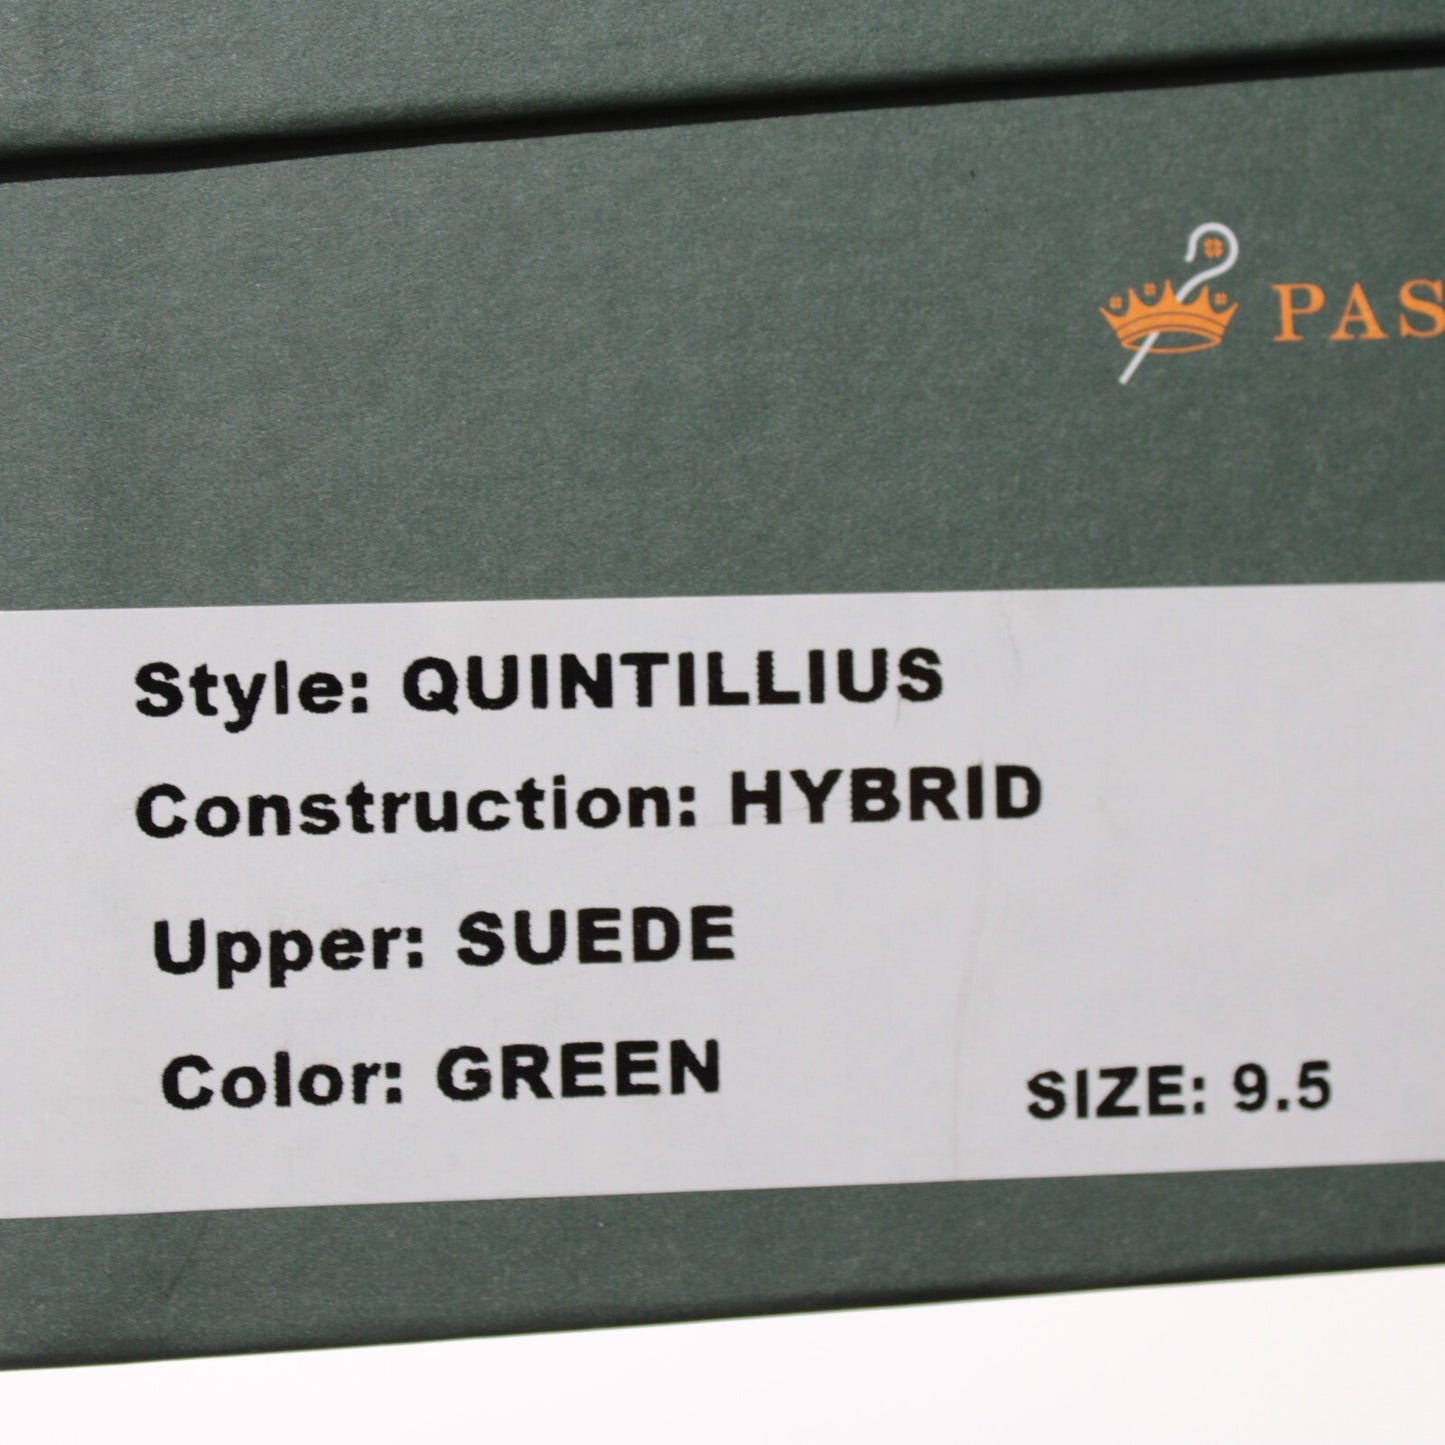 PAS
Style: QUINTILLIUS
Construction: HYBRID
Upper: SUEDE
Color: GREEN
SIZE: 9.5